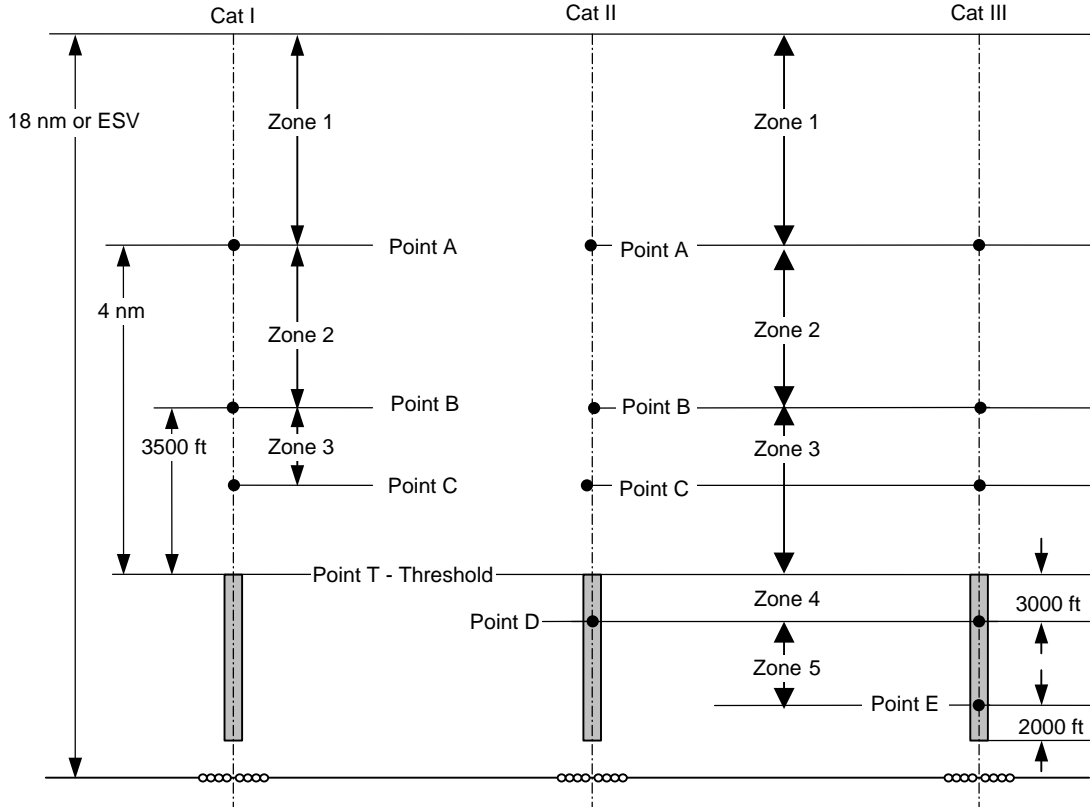 Cat I
Cat II
Cat III
18 nm or ESV
Zone 1
Zone 1
Point A
Point A
4 nm
Zone 2
Zone 2
Point B
Point B
3500 ft
Zone 3
Zone 3
Point C
Point C
Point T - Threshold
Zone 4
3000 ft
Point D
Zone 5
Point E
2000 ft